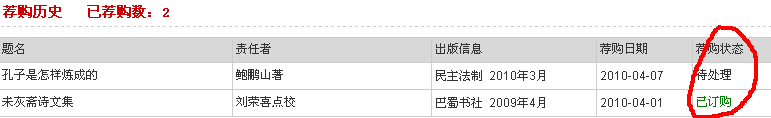 荐购历史 已荐购数：2
题名 责任者 出版信息 荐购日期 荐购状态
孔子是怎样炼成的 鲍鹏山著 民主法制 2010年3月 2010-04-07 待处理
未灰斋诗文集 刘荣喜点校 巴蜀书社 2009年4月 2010-04-01 已订购